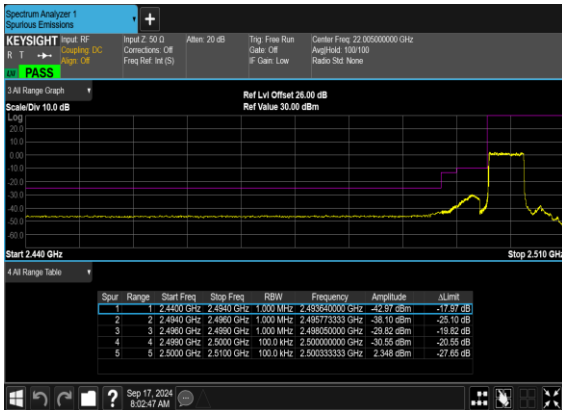 Spectrum Analyzer 1
Spurious Emissions
KEYSIGHT Input: RF Input Z: 50 Ω Atten: 20 dB Trig: Free Run Center Freq: 22.005000000 GHz
R T Coupling: DC Corrections: Off Gate: Off Avg|Hold: 100/100
Align: Off Freq Ref: Int (S) IF Gain: Low Radio Std: None
PASS
3 All Range Graph
Ref Lvl Offset 26.00 dB
Scale/Div 10.0 dB Ref Value 30.00 dBm
Log
20.0
10.0
0.00
-10.0
-20.0
-30.0
-40.0
-50.0
-60.0
Start 2.440 GHz Stop 2.510 GHz
4 All Range Table
Spur Range Start Freq Stop Freq RBW Frequency Amplitude ΔLimit
1 1 2.4400 GHz 2.4940 GHz 1.000 MHz 2.493640000 GHz -42.97 dBm -17.97 dB
2 2 2.4940 GHz 2.4960 GHz 1.000 MHz 2.495773333 GHz -38.10 dBm -25.10 dB
3 3 2.4960 GHz 2.4990 GHz 1.000 MHz 2.498050000 GHz -29.82 dBm -19.82 dB
4 4 2.4990 GHz 2.5000 GHz 100.0 kHz 2.500000000 GHz -30.55 dBm -20.55 dB
5 5 2.5000 GHz 2.5100 GHz 100.0 kHz 2.500333333 GHz 2.348 dBm -27.65 dB
?
Sep 17, 2024
8:02:47 AM